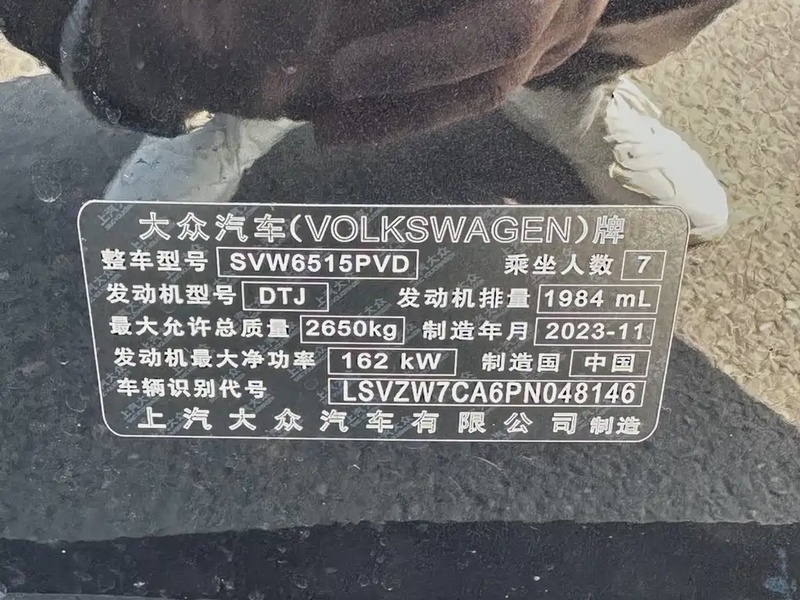 大众汽车(VOLKSWAGEN)牌
整车型号 SVW6515PVD 乘坐人数 7
发动机型号 DTJ 发动机排量 1984 mL
最大允许总质量 2650kg 制造年月 2023-11
发动机最大净功率 162 kW 制造国 中国
车辆识别代号 LSVZW7CA6PN048146
上汽大众汽车有限公司 制造